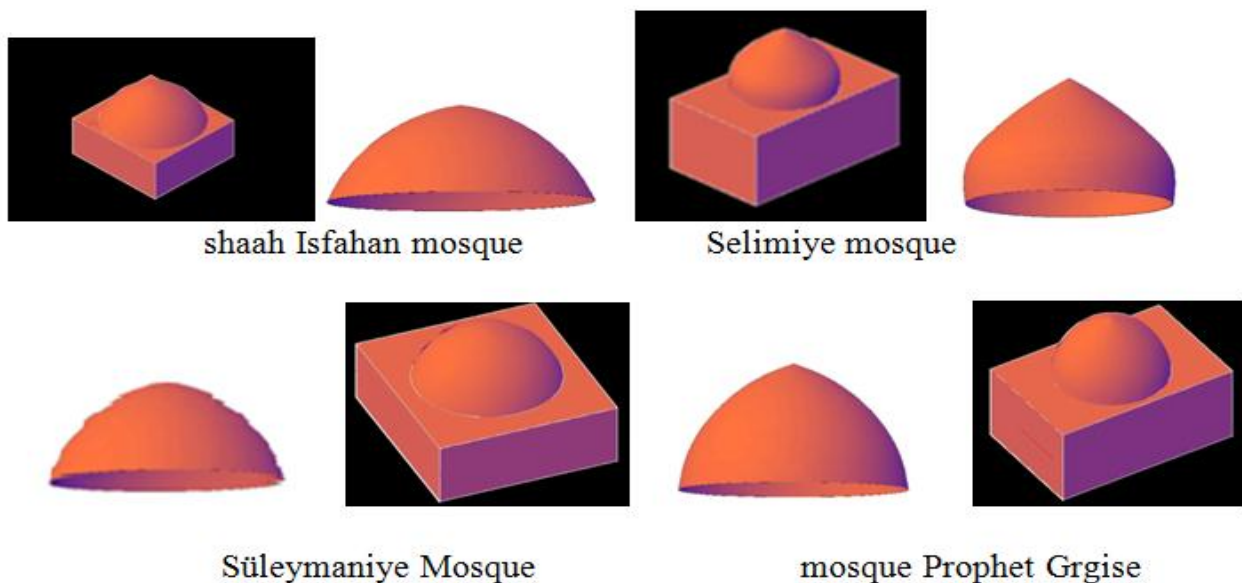 shaah Isfahan mosque
Selimiye mosque
Süleymaniye Mosque
mosque Prophet Grgise